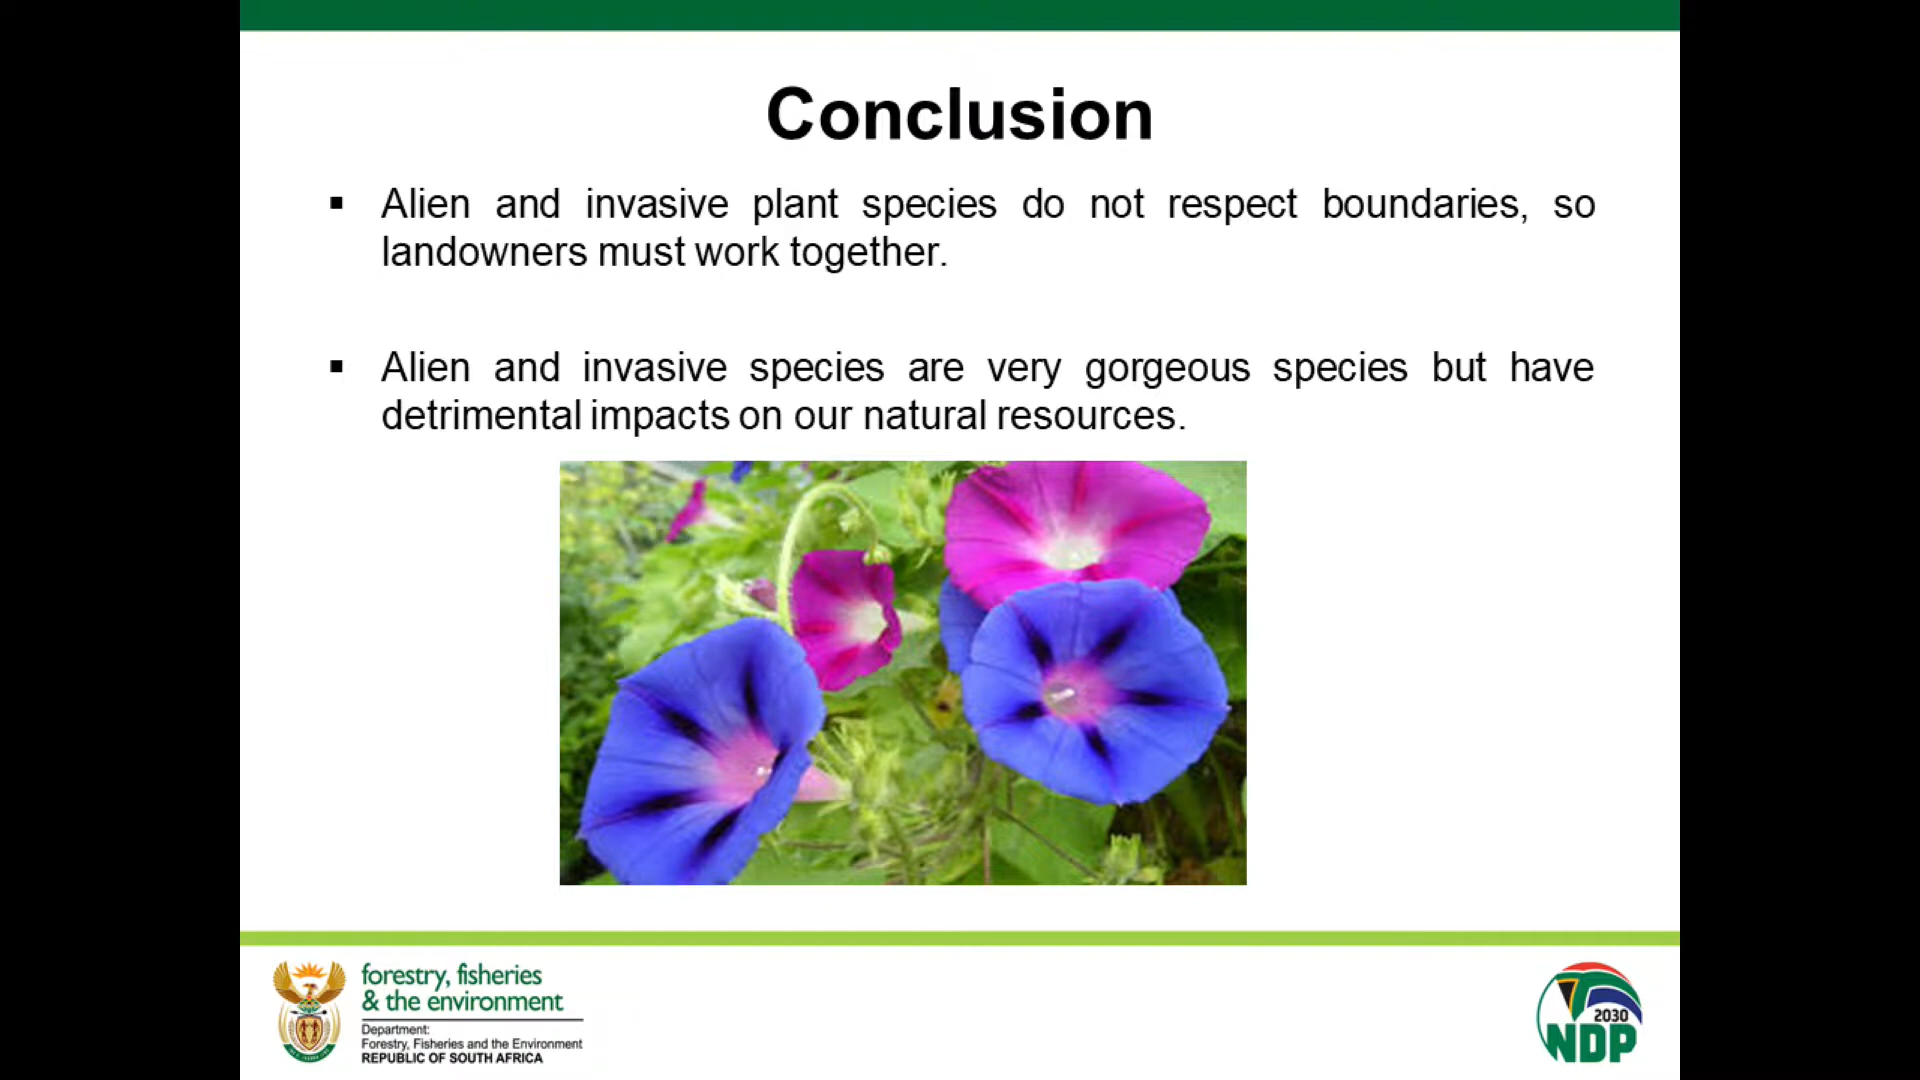 Conclusion
▪ Alien and invasive plant species do not respect boundaries, so
landowners must work together.
▪ Alien and invasive species are very gorgeous species but have
detrimental impacts on our natural resources.
forestry, fisheries
& the environment
Department:
Forestry, Fisheries and the Environment
REPUBLIC OF SOUTH AFRICA
2030
NDP